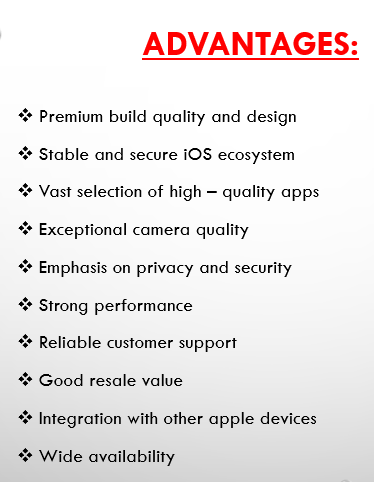 ADVANTAGES:
❖ Premium build quality and design
❖ Stable and secure iOS ecosystem
❖ Vast selection of high – quality apps
❖ Exceptional camera quality
❖ Emphasis on privacy and security
❖ Strong performance
❖ Reliable customer support
❖ Good resale value
❖ Integration with other apple devices
❖ Wide availability